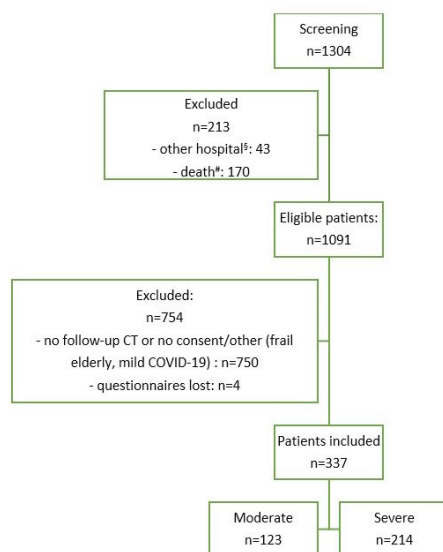 Screening
n=1304
Excluded
n=213
- other hospital§: 43
- death#: 170
Eligible patients:
n=1091
Excluded:
n=754
- no follow-up CT or no consent/other (frail
elderly, mild COVID-19) : n=750
- questionnaires lost: n=4
Patients included
n=337
Moderate
n=123
Severe
n=214